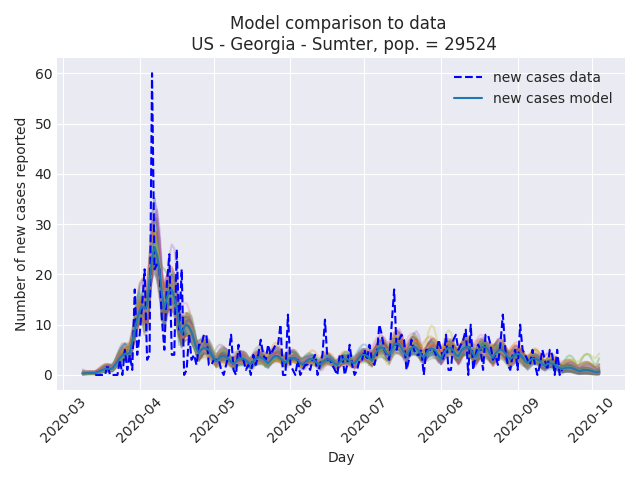 Model comparison to data
US - Georgia - Sumter, pop. = 29524
new cases data
new cases model
Number of new cases reported
60
50
40
30
20
10
0
2020-03
2020-04
2020-05
2020-06
2020-07
2020-08
2020-09
2020-10
Day